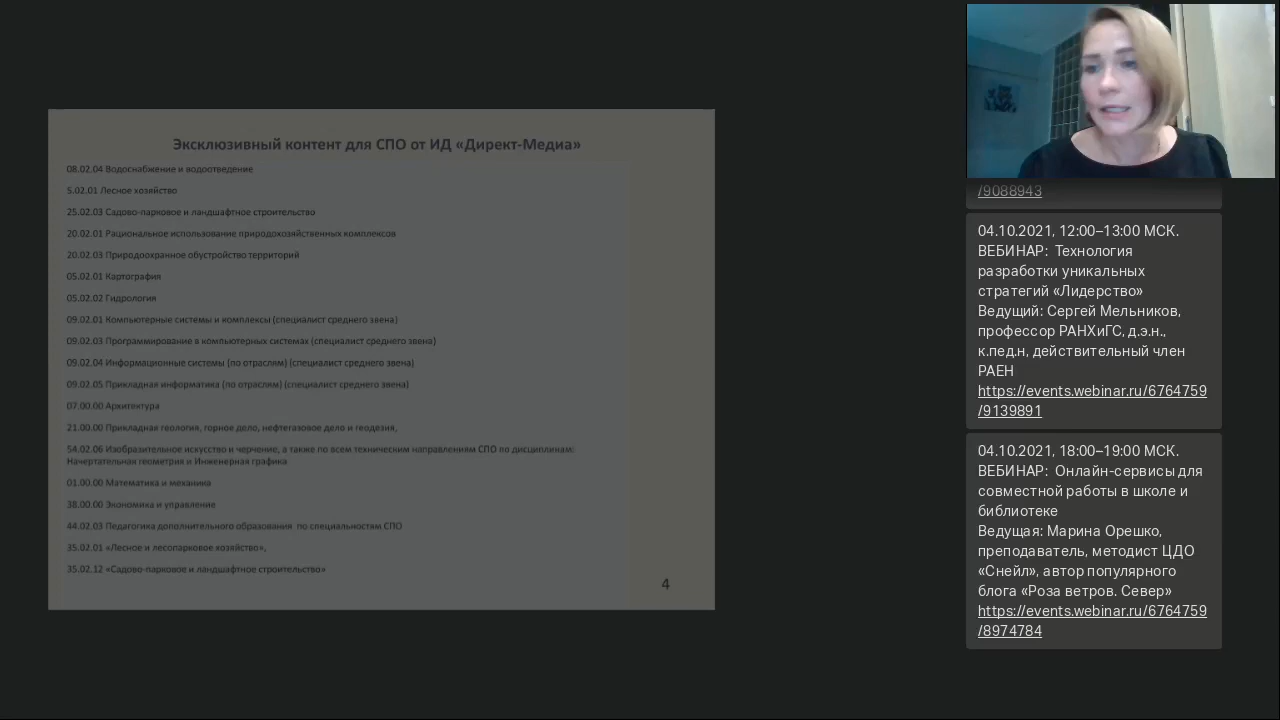 Эксклюзивный контент для СПО от ИД «Директ-Медиа»
08.02.04 Водоснабжение и водоотведение
5.02.01 Лесное хозяйство
25.02.03 Садово-парковое и ландшафтное строительство
20.02.01 Рациональное использование природохозяйственных комплексов
20.02.03 Природоохранное обустройство территорий
05.02.01 Картография
05.02.02 Гидрология
09.02.01 Компьютерные системы и комплексы (специалист среднего звена)
09.02.03 Программирование в компьютерных системах (специалист среднего звена)
09.02.04 Информационные системы (по отраслям) (специалист среднего звена)
09.02.05 Прикладная информатика (по отраслям) (специалист среднего звена)
07.00.00 Архитектура
21.00.00 Прикладная геология, горное дело, нефтегазовое дело и геодезия,
54.02.06 Изобразительное искусство и черчение, а также по всем техническим направлениям СПО по дисциплинам:
Начертательная геометрия и Инженерная графика
01.00.00 Математика и механика
38.00.00 Экономика и управление
44.02.03 Педагогика дополнительного образования по специальностям СПО
35.02.01 «Лесное и лесопарковое хозяйство»,
35.02.12 «Садово-парковое и ландшафтное строительство»
4
/9088943
04.10.2021, 12:00–13:00 МСК.
ВЕБИНАР: Технология
разработки уникальных
стратегий «Лидерство»
Ведущий: Сергей Мельников,
профессор РАНХиГС, д.э.н.,
к.пед.н, действительный член
РАЕН
https://events.webinar.ru/6764759
/9139891
04.10.2021, 18:00–19:00 МСК.
ВЕБИНАР: Онлайн-сервисы для
совместной работы в школе и
библиотеке
Ведущая: Марина Орешко,
преподаватель, методист ЦДО
«Снейл», автор популярного
блога «Роза ветров. Север»
https://events.webinar.ru/6764759
/8974784